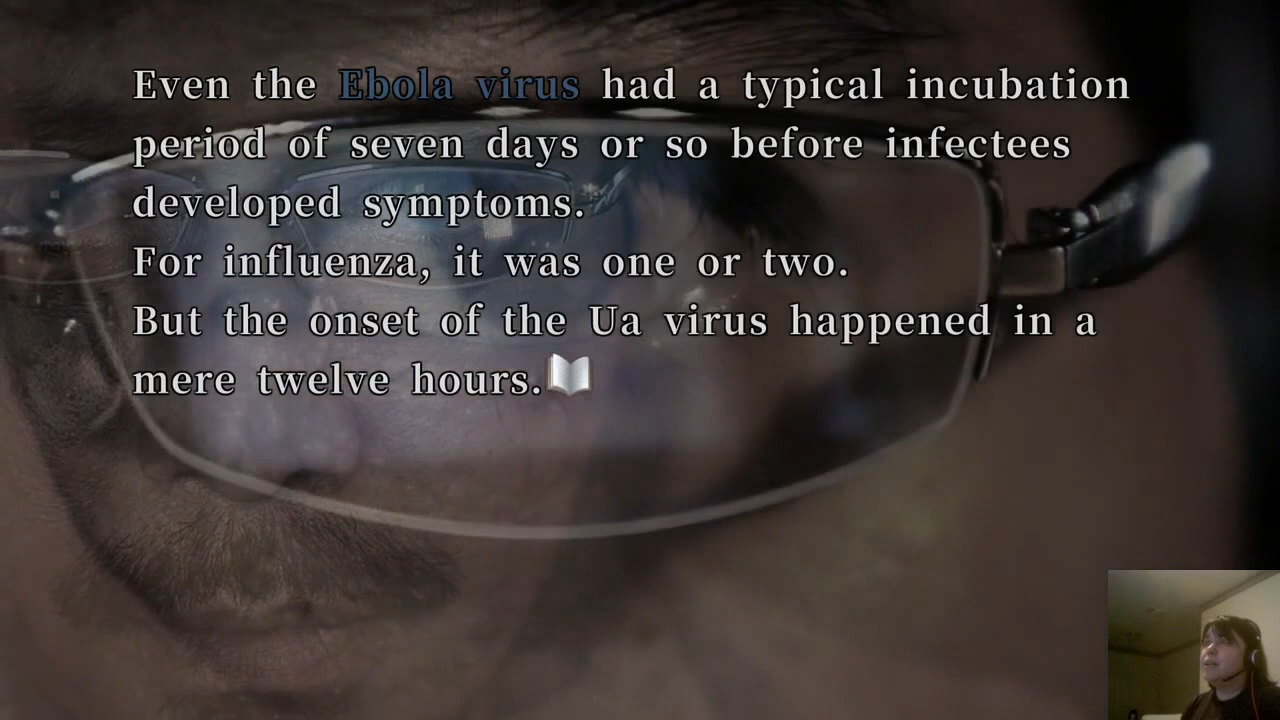 Even the Ebola virus had a typical incubation
period of seven days or so before infectees
developed symptoms.
For influenza, it was one or two.
But the onset of the Ua virus happened in a
mere twelve hours.